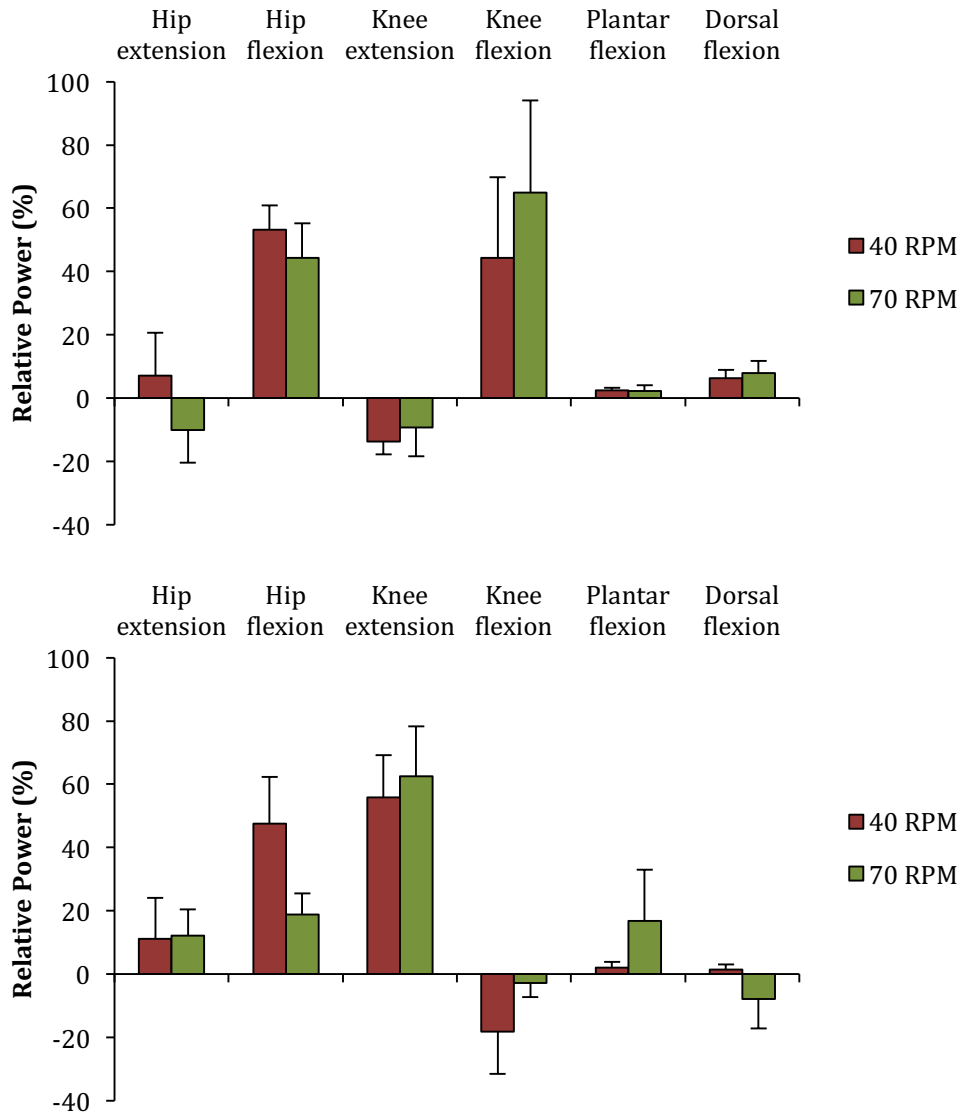 Hip Hip Knee Knee Plantar Dorsal
extension flexion extension flexion flexion flexion
100
80
60
40
20
0
-20
-40
Relative Power (%)
40 RPM
70 RPM
Hip Hip Knee Knee Plantar Dorsal
extension flexion extension flexion flexion flexion
100
80
60
40
20
0
-20
-40
Relative Power (%)
40 RPM
70 RPM